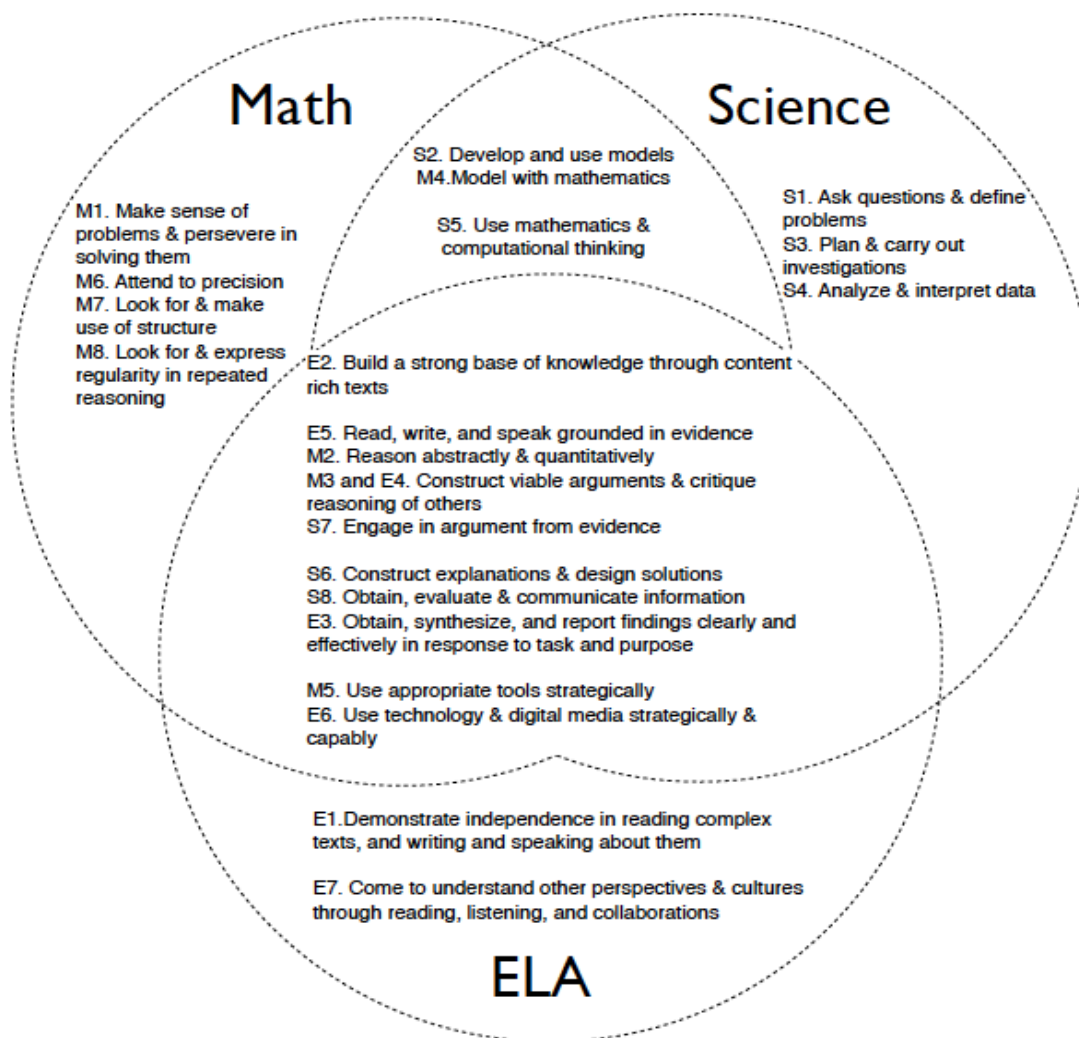 Math
Science
S2. Develop and use models
M4.Model with mathematics
S5. Use mathematics &
computational thinking
M1. Make sense of
problems & persevere in
solving them
M6. Attend to precision
M7. Look for & make
use of structure
M8. Look for & express
regularity in repeated
reasoning
S1. Ask questions & define
problems
S3. Plan & carry out
investigations
S4. Analyze & interpret data
E2. Build a strong base of knowledge through content
rich texts
E5. Read, write, and speak grounded in evidence
M2. Reason abstractly & quantitatively
M3 and E4. Construct viable arguments & critique
reasoning of others
S7. Engage in argument from evidence
S6. Construct explanations & design solutions
S8. Obtain, evaluate & communicate information
E3. Obtain, synthesize, and report findings clearly and
effectively in response to task and purpose
M5. Use appropriate tools strategically
E6. Use technology & digital media strategically &
capably
E1.Demonstrate independence in reading complex
texts, and writing and speaking about them
E7. Come to understand other perspectives & cultures
through reading, listening, and collaborations
ELA